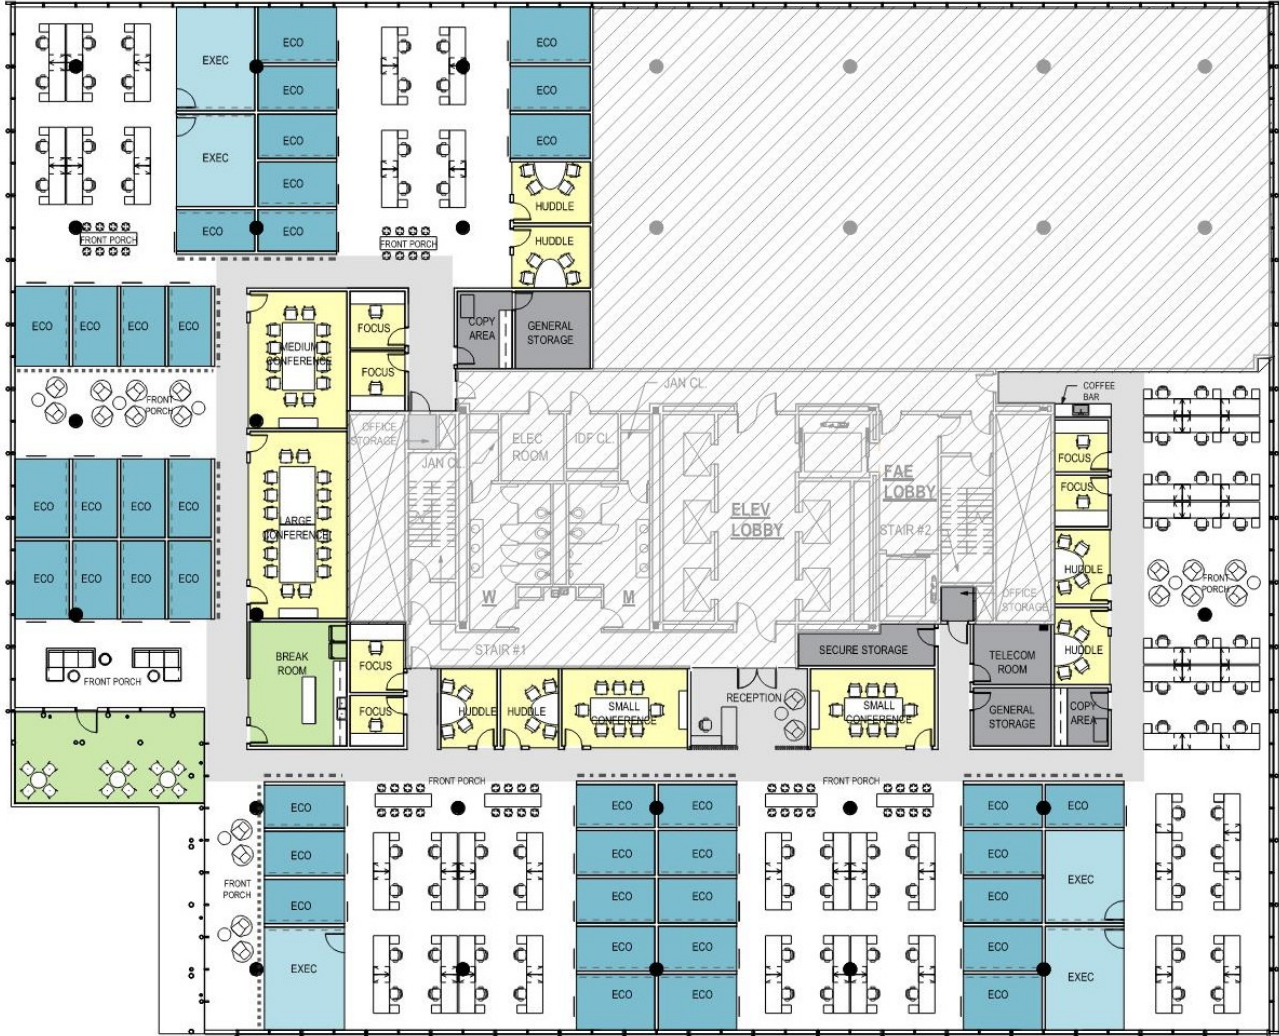 ECO
EXEC
ECO
ECO
ECO
ECO
EXEC
ECO
ECO
HUDDLE
ECO
ECO
FRONT PORCH
FRONT PORCH
HUDDLE
ECO
ECO
ECO
ECO
COPY
AREA
GENERAL
STORAGE
FOCUS
MEDIUM
CONFERENCE
FOCUS
JAN CL.
COFFEE
BAR
FRONT
PORCH
OFFICE
STORAGE
ELEC
ROOM
IDF CL.
JAN CL.
FOCUS
FAE
LOBBY
FOCUS
ECO
ECO
ECO
ECO
LARGE
CONFERENCE
ELEV
LOBBY
STAIR #2
ECO
ECO
ECO
ECO
HUDDLE
FRONT
PORCH
W
M
OFFICE
STORAGE
STAIR #1
SECURE STORAGE
HUDDLE
BREAK
ROOM
FOCUS
TELECOM
ROOM
FRONT PORCH
RECEPTION
FOCUS
HUDDLE
HUDDLE
SMALL
CONFERENCE
SMALL
CONFERENCE
GENERAL
STORAGE
COPY
AREA
FRONT PORCH
FRONT PORCH
ECO
ECO
ECO
ECO
ECO
ECO
ECO
ECO
ECO
FRONT
PORCH
EXEC
ECO
ECO
ECO
ECO
EXEC
ECO
ECO
ECO
EXEC
ECO
ECO
ECO